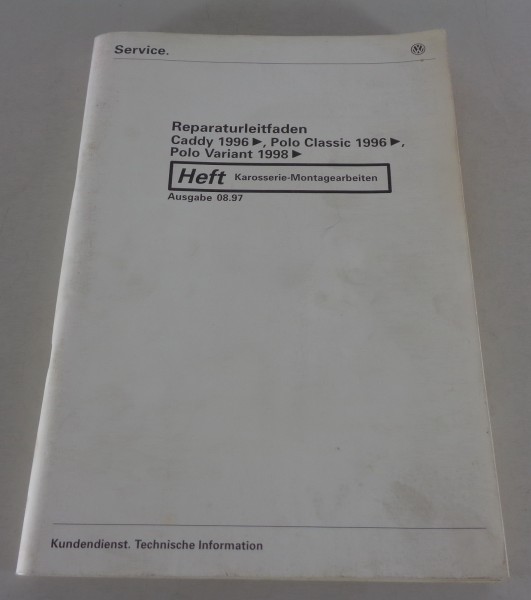 Service.
Reparaturleitfaden
Caddy 1996 ►, Polo Classic 1996 ►,
Polo Variant 1998 ►
Heft Karosserie-Montagearbeiten
Ausgabe 08.97
Kundendienst. Technische Information